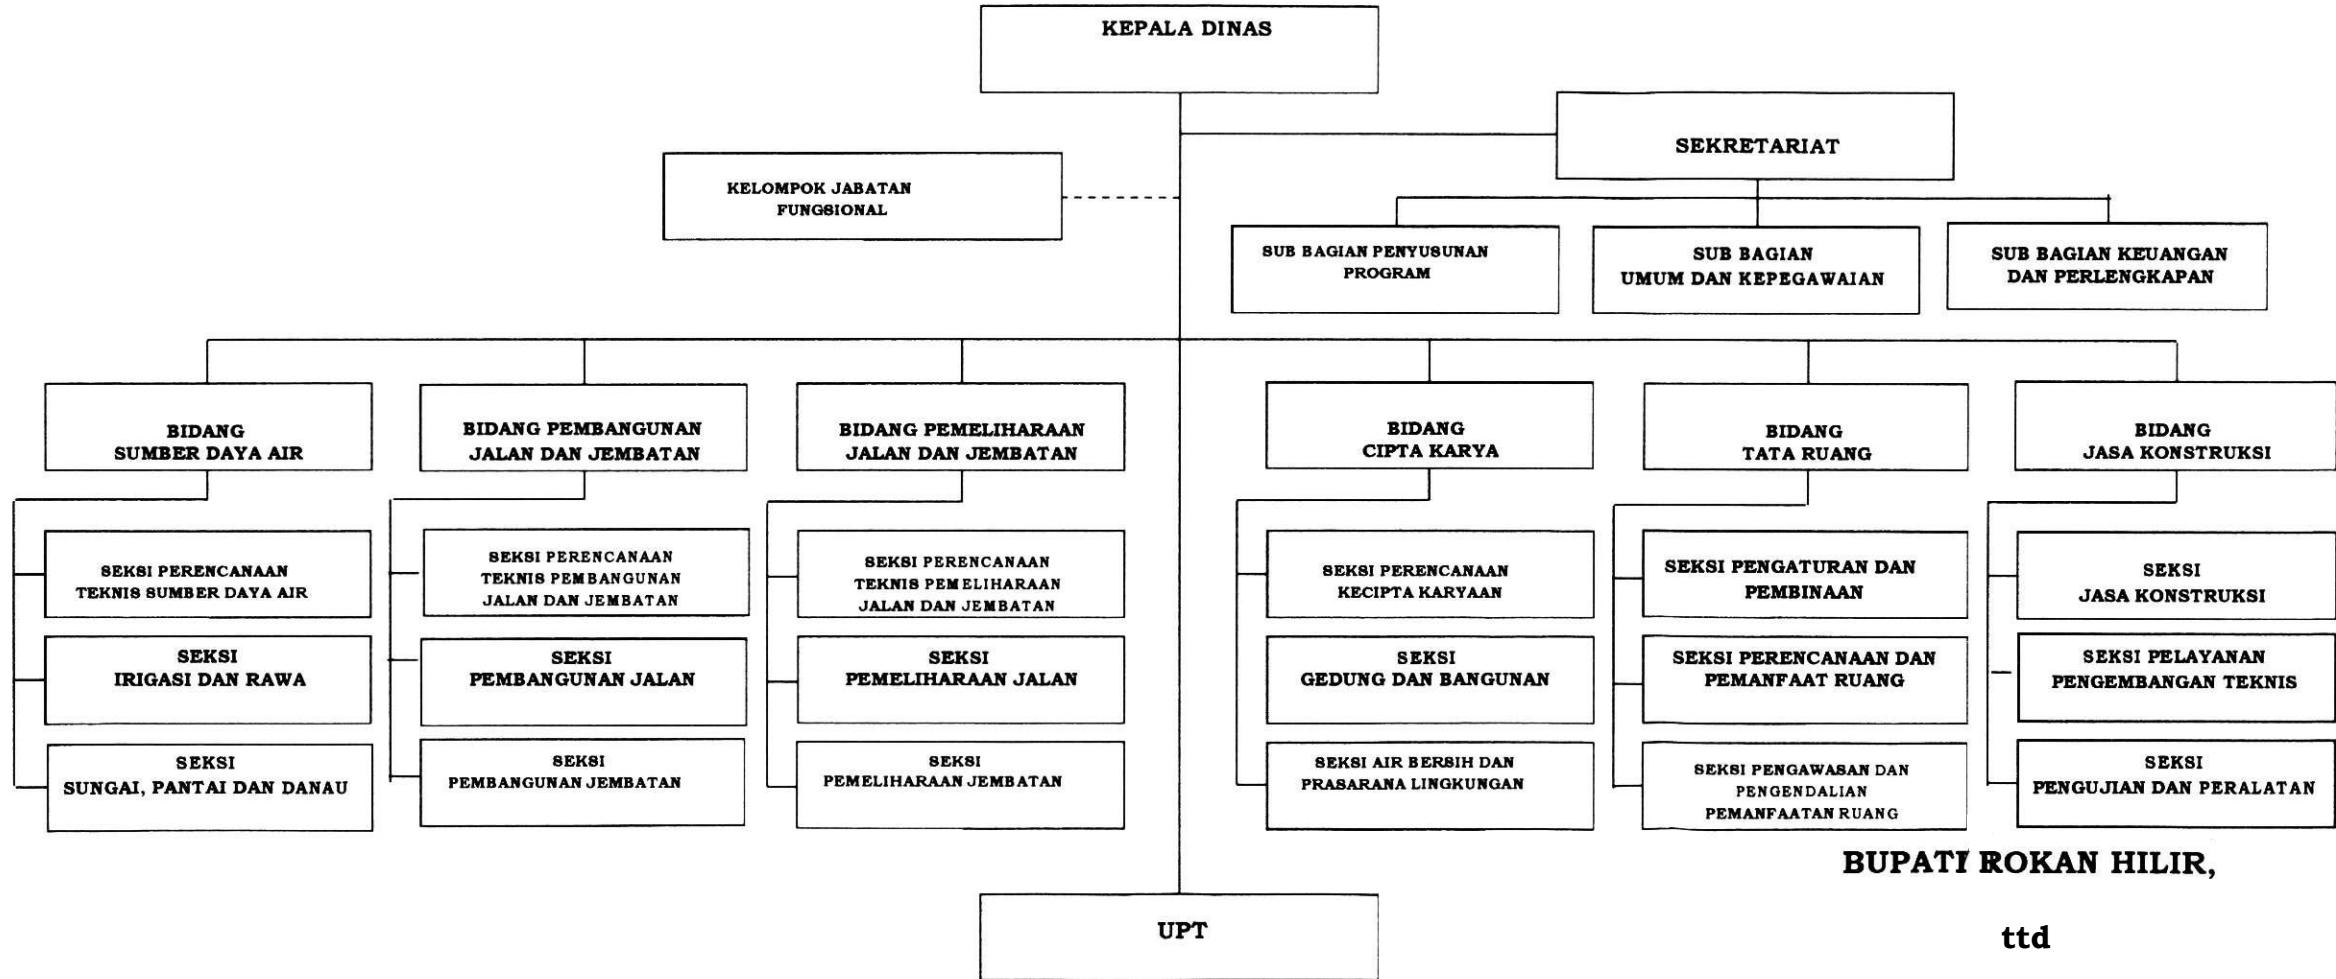 KEPALA DINAS
SEKRETARIAT
KELOMPOK JABATAN
FUNGSIONAL
SUB BAGIAN PENYUSUNAN
PROGRAM
SUB BAGIAN
UMUM DAN KEPEGAWAIAN
SUB BAGIAN KEUANGAN
DAN PERLENGKAPAN
BIDANG
SUMBER DAYA AIR
BIDANG PEMBANGUNAN
JALAN DAN JEMBATAN
BIDANG PEMELIHARAAN
JALAN DAN JEMBATAN
BIDANG
CIPTA KARYA
BIDANG
TATA RUANG
BIDANG
JASA KONSTRUKSI
SEKSI PERENCANAAN
TEKNIS SUMBER DAYA AIR
SEKSI PERENCANAAN
TEKNIS PEMBANGUNAN
JALAN DAN JEMBATAN
SEKSI PERENCANAAN
TEKNIS PEMELIHARAAN
JALAN DAN JEMBATAN
SEKSI PERENCANAAN
KECIPTA KARYAAN
SEKSI PENGATURAN DAN
PEMBINAAN
SEKSI
JASA KONSTRUKSI
SEKSI
IRIGASI DAN RAWA
SEKSI
PEMBANGUNAN JALAN
SEKSI
PEMELIHARAAN JALAN
SEKSI
GEDUNG DAN BANGUNAN
SEKSI PERENCANAAN DAN
PEMANFAAT RUANG
SEKSI PELAYANAN
PENGEMBANGAN TEKNIS
SEKSI
SUNGAI, PANTAI DAN DANAU
SEKSI
PEMBANGUNAN JEMBATAN
SEKSI
PEMELIHARAAN JEMBATAN
SEKSI AIR BERSIH DAN
PRASARANA LINGKUNGAN
SEKSI PENGAWASAN DAN
PENGENDALIAN
PEMANFAATAN RUANG
SEKSI
PENGUJIAN DAN PERALATAN
BUPATI ROKAN HILIR,
UPT
ttd